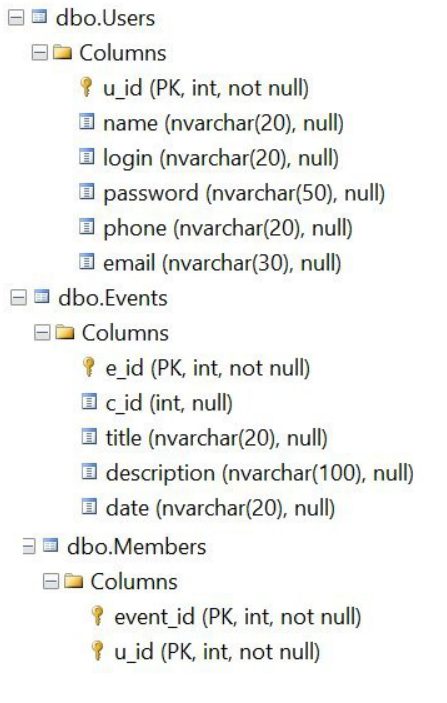 dbo.Users
Columns
u_id (PK, int, not null)
name (nvarchar(20), null)
login (nvarchar(20), null)
password (nvarchar(50), null)
phone (nvarchar(20), null)
email (nvarchar(30), null)
dbo.Events
Columns
e_id (PK, int, not null)
c_id (int, null)
title (nvarchar(20), null)
description (nvarchar(100), null)
date (nvarchar(20), null)
dbo.Members
Columns
event_id (PK, int, not null)
u_id (PK, int, not null)